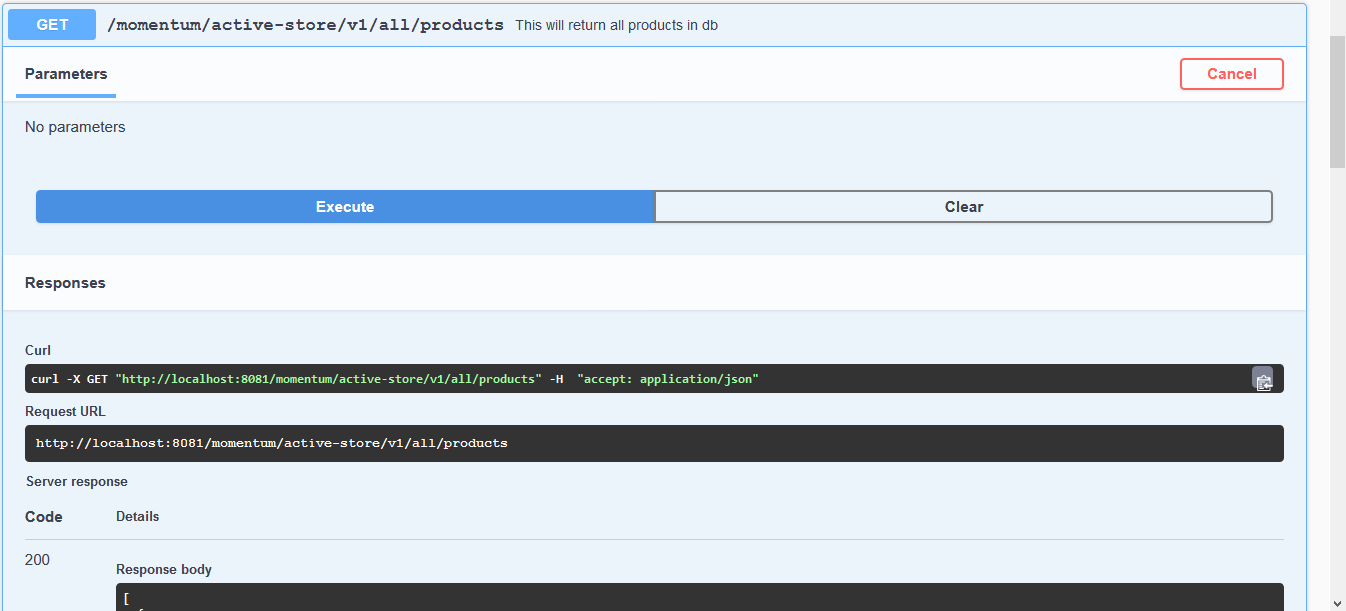 GET /momentum/active-store/v1/all/products This will return all products in db
Parameters
Cancel
No parameters
Execute
Clear
Responses
Curl
curl -X GET "http://localhost:8081/momentum/active-store/v1/all/products" -H  "accept: application/json"
Request URL
http://localhost:8081/momentum/active-store/v1/all/products
Server response
Code Details
200
Response body
[